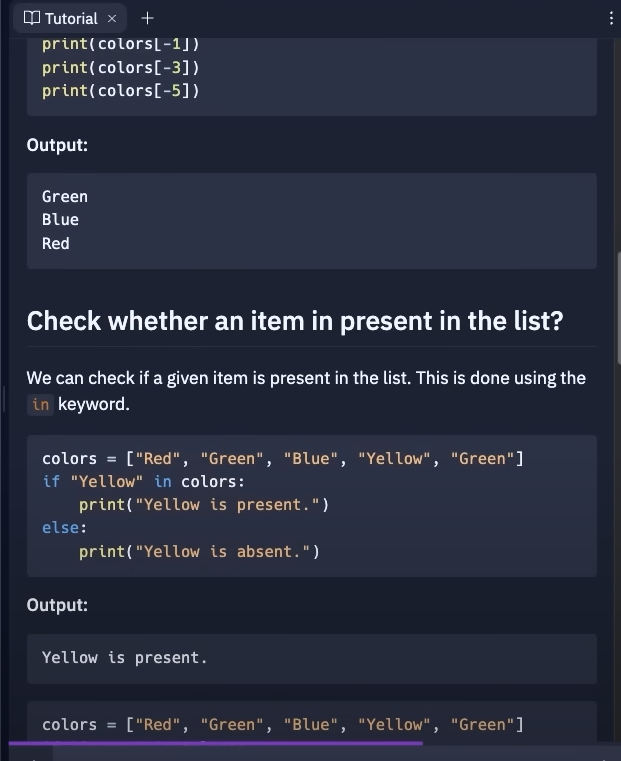 Tutorial
print(colors[-1])
print(colors[-3])
print(colors[-5])
Output:
Green
Blue
Red
Check whether an item in present in the list?
We can check if a given item is present in the list. This is done using the
in keyword.
colors = ["Red", "Green", "Blue", "Yellow", "Green"]
if "Yellow" in colors:
    print("Yellow is present.")
else:
    print("Yellow is absent.")
Output:
Yellow is present.
colors = ["Red", "Green", "Blue", "Yellow", "Green"]